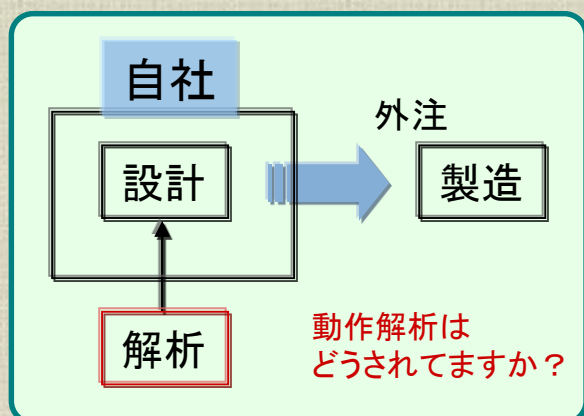 自社
外注
設計
製造
解析
動作解析は
どうされてますか？